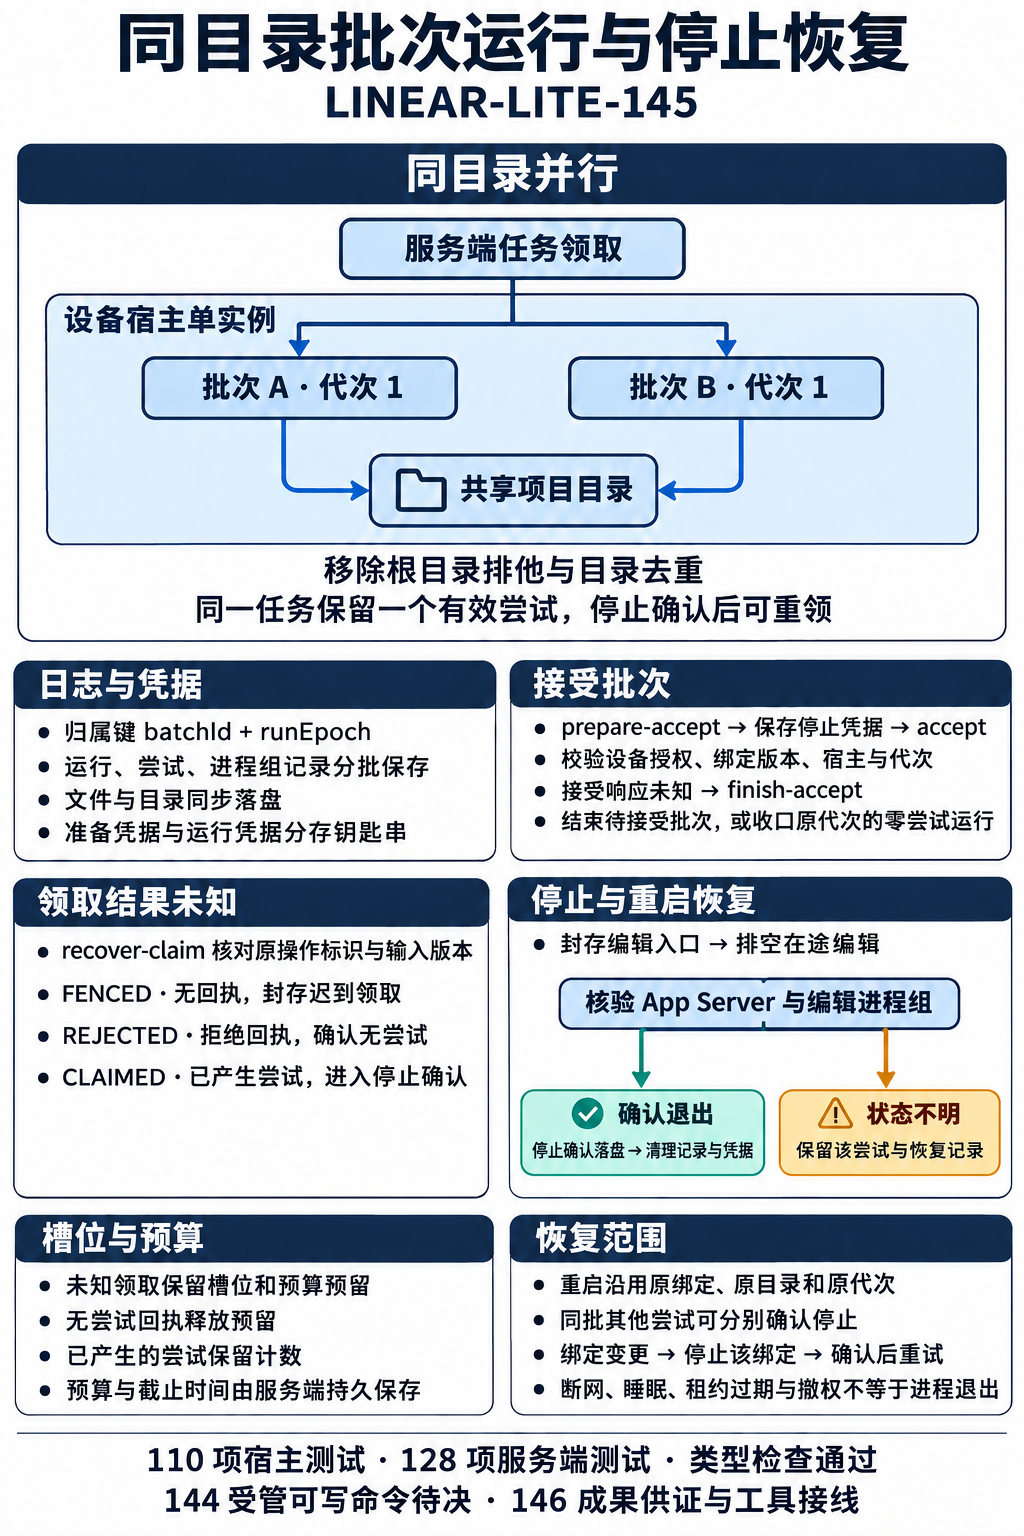 同目录批次运行与停止恢复
LINEAR-LITE-145
同目录并行
服务端任务领取
设备宿主单实例
批次 A · 代次 1
批次 B · 代次 1
共享项目目录
移除根目录排他与目录去重
同一任务保留一个有效尝试，停止确认后可重领
日志与凭据
• 归属键 batchId + runEpoch
• 运行、尝试、进程组记录分批保存
• 文件与目录同步落盘
• 准备凭据与运行凭据分存钥匙串
接受批次
• prepare-accept → 保存停止凭据 → accept
• 校验设备授权、绑定版本、宿主与代次
• 接受响应未知 → finish-accept
• 结束待接受批次，或收口原代次的零尝试运行
领取结果未知
• recover-claim 核对原操作标识与输入版本
• FENCED · 无回执，封存迟到领取
• REJECTED · 拒绝回执，确认无尝试
• CLAIMED · 已产生尝试，进入停止确认
停止与重启恢复
• 封存编辑入口 → 排空在途编辑
核验 App Server 与编辑进程组
确认退出
停止确认落盘 → 清理记录与凭据
状态不明
保留该尝试与恢复记录
槽位与预算
• 未知领取保留槽位和预算预留
• 无尝试回执释放预留
• 已产生的尝试保留计数
• 预算与截止时间由服务端持久保存
恢复范围
• 重启沿用原绑定、原目录和原代次
• 同批其他尝试可分别确认停止
• 绑定变更 → 停止该绑定 → 确认后重试
• 断网、睡眠、租约过期与撤权不等于进程退出
110 项宿主测试 · 128 项服务端测试 · 类型检查通过
144 受管可写命令待决 · 146 成果供证与工具接线